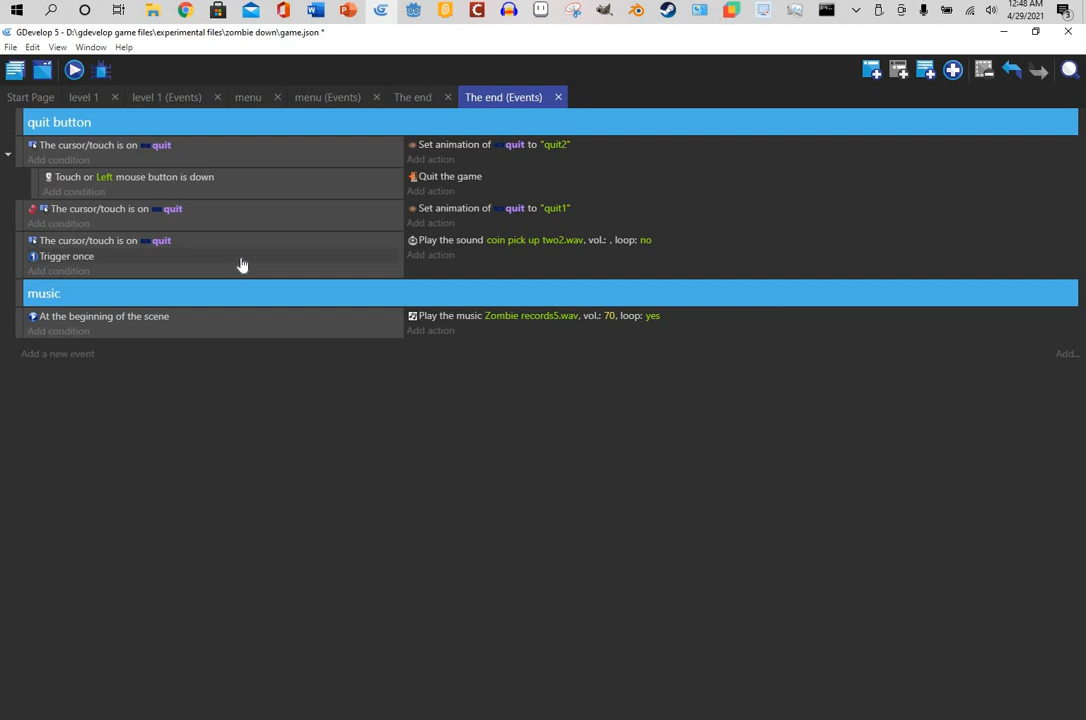 12:48 AM
4/29/2021
3
GDevelop 5 - D:\gdevelop game files\experimental files\zombie down\game.json *
File Edit View Window Help
Start Page level 1 level 1 (Events) menu menu (Events) The end The end (Events)
quit button
The cursor/touch is on quit Set animation of quit to "quit2"
Add condition Add action
Touch or Left mouse button is down Quit the game
Add condition Add action
The cursor/touch is on quit Set animation of quit to "quit1"
Add condition Add action
The cursor/touch is on quit Play the sound coin pick up two2.wav, vol.: , loop: no
Trigger once Add action
Add condition
music
At the beginning of the scene Play the music Zombie records5.wav, vol.: 70, loop: yes
Add condition Add action
Add a new event Add...